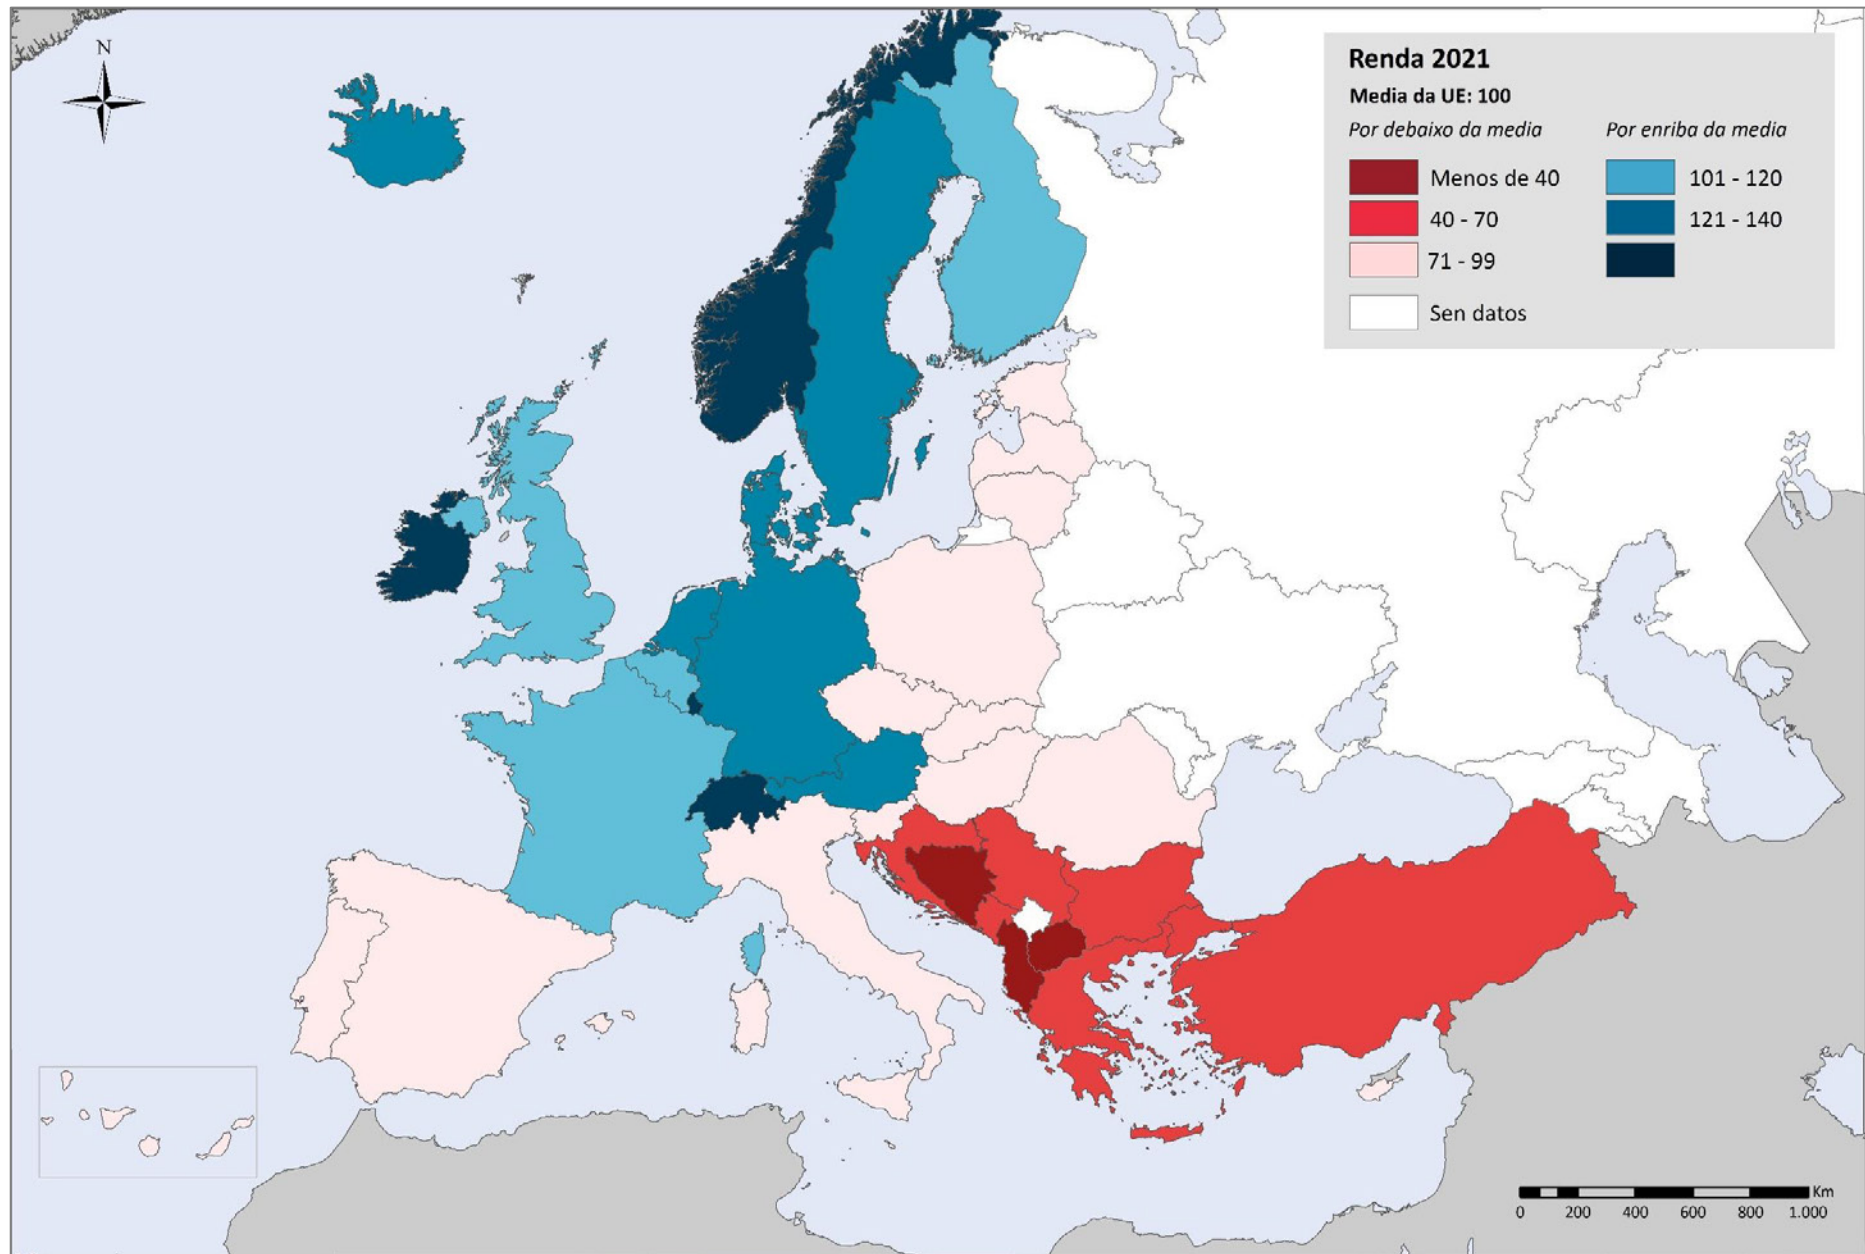 N
Renda 2021
Media da UE: 100
Por debaixo da media
Menos de 40
40 - 70
71 - 99
Sen datos
Por enriba da media
101 - 120
121 - 140
Km
0 200 400 600 800 1.000